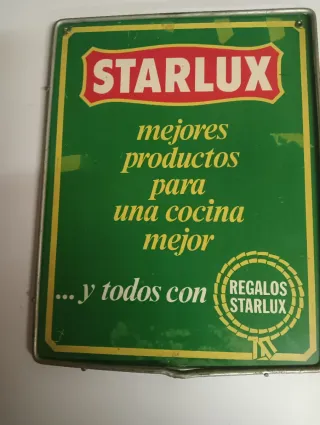 STARLUX
mejores
productos
para
una cocina
mejor
...y todos con
REGALOS
STARLUX